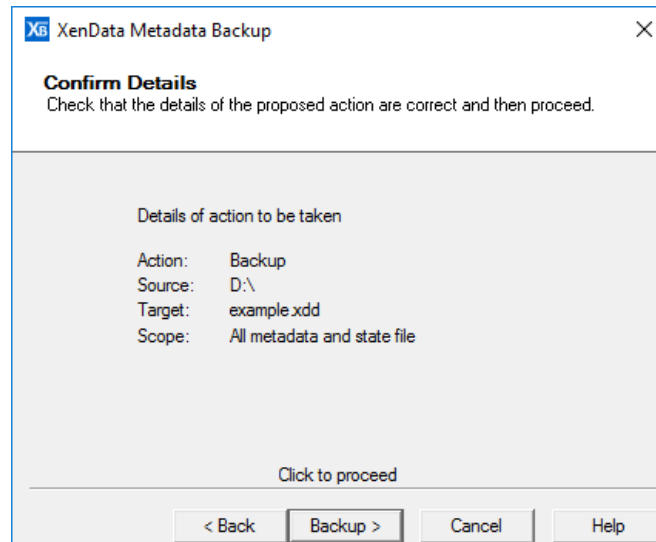 XB XenData Metadata Backup
Confirm Details
Check that the details of the proposed action are correct and then proceed.
Details of action to be taken
Action: Backup
Source: D:\
Target: example.xdd
Scope: All metadata and state file
Click to proceed
< Back Backup > Cancel Help